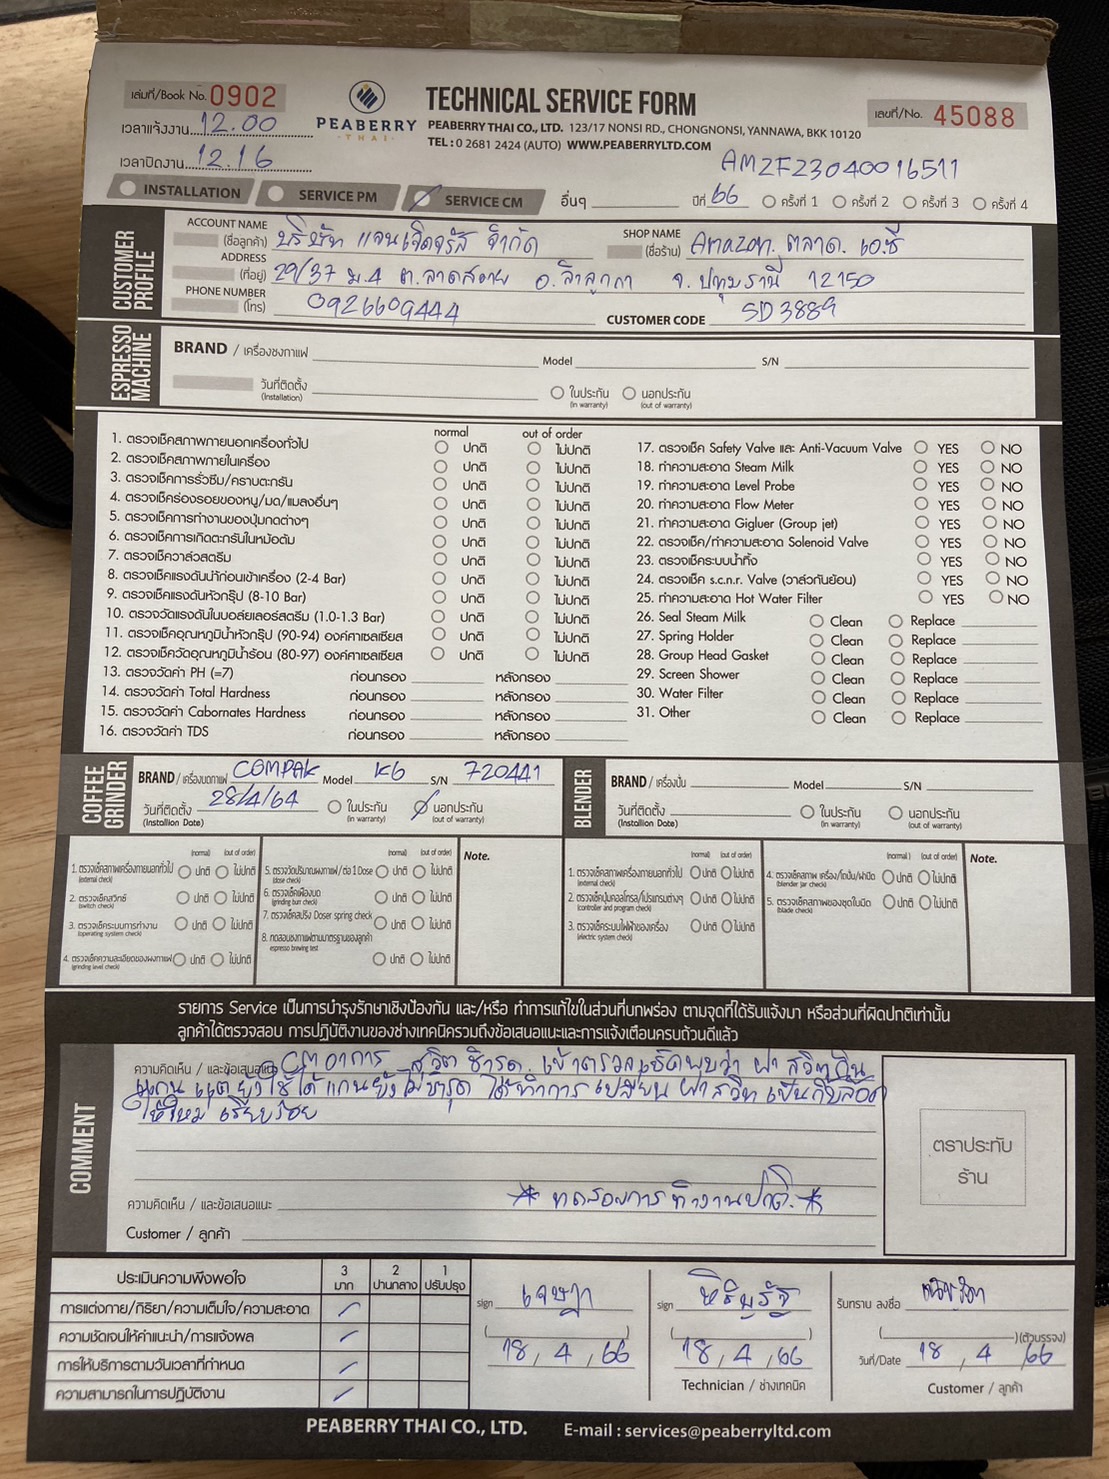 เล่มที่/Book No. 0902
PEABERRY
THAI
TECHNICAL SERVICE FORM
PEABERRY THAI CO., LTD. 123/17 NONSI RD., CHONGNONSI, YANNAWA, BKK 10120
TEL : 0 2681 2424 (AUTO) WWW.PEABERRYLTD.COM
เลขที่/No. 45088
เวลาแจ้งงาน 12.00
เวลาปิดงาน 12.16
AMZF23040016511
INSTALLATION SERVICE PM SERVICE CM อื่นๆ ปีที่ 66 ครั้งที่ 1 ครั้งที่ 2 ครั้งที่ 3 ครั้งที่ 4
CUSTOMER PROFILE
ACCOUNT NAME (ชื่อลูกค้า) บริษัท แจนเจิดจรัส จำกัด SHOP NAME (ชื่อร้าน) Amazon. ตลาด. เอ.ซี
ADDRESS (ที่อยู่) 29/37 ม.4 ต.ลาดสวาย อ.ลำลูกกา จ.ปทุมธานี 12150
PHONE NUMBER (โทร) 0926609444 CUSTOMER CODE SD3889
ESPRESSO MACHINE
BRAND / เครื่องชงกาแฟ Model S/N
วันที่ติดตั้ง (Installation) ในประกัน (in warranty) นอกประกัน (out of warranty)
normal out of order
1. ตรวจเช็คสภาพภายนอกเครื่องทั่วไป ปกติ ไม่ปกติ
2. ตรวจเช็คสภาพภายในเครื่อง ปกติ ไม่ปกติ
3. ตรวจเช็คการรั่วซึม/คราบตะกรัน ปกติ ไม่ปกติ
4. ตรวจเช็คร่องรอยของหนู/มด/แมลงอื่นๆ ปกติ ไม่ปกติ
5. ตรวจเช็คการทำงานของปุ่มกดต่างๆ ปกติ ไม่ปกติ
6. ตรวจเช็คการเกิดตะกรันในหม้อต้ม ปกติ ไม่ปกติ
7. ตรวจเช็ควาล์วสตรีม ปกติ ไม่ปกติ
8. ตรวจเช็คแรงดันน้ำก่อนเข้าเครื่อง (2-4 Bar) ปกติ ไม่ปกติ
9. ตรวจเช็คแรงดันหัวกรุ๊ป (8-10 Bar) ปกติ ไม่ปกติ
10. ตรวจวัดแรงดันในบอล์ยเลอร์สตรีม (1.0-1.3 Bar) ปกติ ไม่ปกติ
11. ตรวจเช็คอุณหภูมิน้ำหัวกรุ๊ป (90-94) องค์ศาเซลเซียส ปกติ ไม่ปกติ
12. ตรวจเช็ควัดอุณหภูมิน้ำร้อน (80-97) องค์ศาเซลเซียส ปกติ ไม่ปกติ
13. ตรวจวัดค่า PH (=7) ก่อนกรอง หลังกรอง
14. ตรวจวัดค่า Total Hardness ก่อนกรอง หลังกรอง
15. ตรวจวัดค่า Cabornates Hardness ก่อนกรอง หลังกรอง
16. ตรวจวัดค่า TDS ก่อนกรอง หลังกรอง
17. ตรวจเช็ค Safety Valve และ Anti-Vacuum Valve YES NO
18. ทำความสะอาด Steam Milk YES NO
19. ทำความสะอาด Level Probe YES NO
20. ทำความสะอาด Flow Meter YES NO
21. ทำความสะอาด Gigluer (Group jet) YES NO
22. ตรวจเช็ค/ทำความสะอาด Solenoid Valve YES NO
23. ตรวจเช็คระบบน้ำทิ้ง YES NO
24. ตรวจเช็ค s.c.n.r. Valve (วาล์วกันย้อน) YES NO
25. ทำความสะอาด Hot Water Filter YES NO
26. Seal Steam Milk Clean Replace
27. Spring Holder Clean Replace
28. Group Head Gasket Clean Replace
29. Screen Shower Clean Replace
30. Water Filter Clean Replace
31. Other Clean Replace
COFFEE GRINDER
BRAND / เครื่องบดกาแฟ COMPAK Model K6 S/N 720441
วันที่ติดตั้ง (Installion Date) 28/4/64 ในประกัน (in warranty) นอกประกัน (out of warranty)
BLENDER
BRAND / เครื่องปั่น Model S/N
วันที่ติดตั้ง (Installion Date) ในประกัน (in warranty) นอกประกัน (out of warranty)
(normal) (out of order)
1. ตรวจเช็คสภาพเครื่องภายนอกทั่วไป (external check) ปกติ ไม่ปกติ
2. ตรวจเช็คสวิทช์ (switch check) ปกติ ไม่ปกติ
3. ตรวจเช็คระบบการทำงาน (operating system check) ปกติ ไม่ปกติ
4. ตรวจเช็คความละเอียดของผงกาแฟ (grinding level check) ปกติ ไม่ปกติ
(normal) (out of order)
5. ตรวจวัดปริมาณผงกาแฟ/ต่อ 1 Dose (dose check) ปกติ ไม่ปกติ
6. ตรวจเช็คเฟืองบด (grinding burr check) ปกติ ไม่ปกติ
7. ตรวจเช็คสปริง Doser spring check ปกติ ไม่ปกติ
8. ทดสอบชงกาแฟตามมาตรฐานของลูกค้า espresso brewing test ปกติ ไม่ปกติ
Note.
(normal) (out of order)
1. ตรวจเช็คสภาพเครื่องภายนอกทั่วไป (external check) ปกติ ไม่ปกติ
2. ตรวจเช็คปุ่มคอลโทรล/โปรแกรมต่างๆ (controller and program check) ปกติ ไม่ปกติ
3. ตรวจเช็คระบบไฟฟ้าของเครื่อง (electric system check) ปกติ ไม่ปกติ
(normal) (out of order)
4. ตรวจเช็คสภาพ เครื่อง/โถปั่น/ฝาปิด (blender jar check) ปกติ ไม่ปกติ
5. ตรวจเช็คสภาพของชุดใบมีด (blade check) ปกติ ไม่ปกติ
Note.
รายการ Service เป็นการบำรุงรักษาเชิงป้องกัน และ/หรือ ทำการแก้ไขในส่วนที่บกพร่อง ตามจุดที่ได้รับแจ้งมา หรือส่วนที่ผิดปกติเท่านั้น
ลูกค้าได้ตรวจสอบ การปฏิบัติงานของช่างเทคนิครวมถึงข้อเสนอแนะและการแจ้งเตือนครบถ้วนดีแล้ว
COMMENT
ความคิดเห็น / และข้อเสนอแนะ CM อาการ สวิต ชำรุด. เข้าตรวจเช็คพบว่า ฝา สวิทกิน
แกน แต่ ยังใช้ได้ แกนยังไม่ชำรุด ได้ทำการ เปลี่ยน ฝาสวิท เป็นกิ๊บล็อค
ให้ใหม่ เรียบร้อย
ตราประทับ
ร้าน
ความคิดเห็น / และข้อเสนอแนะ * ทดสอบการทำงานปกติ. *
Customer / ลูกค้า
ประเมินความพึงพอใจ 3 มาก 2 ปานกลาง 1 ปรับปรุง
การแต่งกาย/กิริยา/ความเต็มใจ/ความสะอาด
ความชัดเจนให้คำแนะนำ/การแจ้งผล
การให้บริการตามวันเวลาที่กำหนด
ความสามารถในการปฏิบัติงาน
sign เจษฎา
18 / 4 / 66
sign
18 / 4 / 66
Technician / ช่างเทคนิค
รับทราบ ลงชื่อ
(ตัวบรรจง)
วันที่/Date 18 / 4 / 66
Customer / ลูกค้า
PEABERRY THAI CO., LTD. E-mail : services@peaberryltd.com